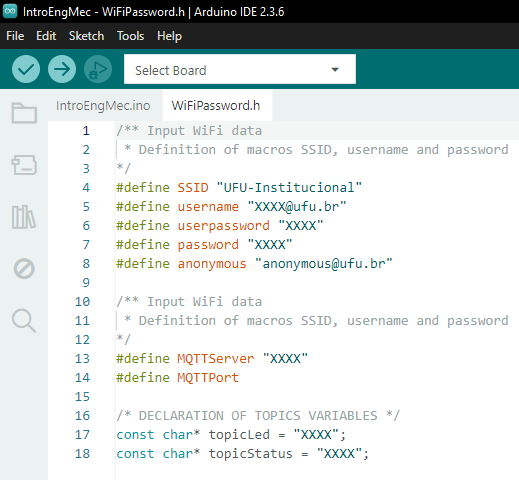 IntroEngMec - WiFiPassword.h | Arduino IDE 2.3.6
File Edit Sketch Tools Help
Select Board
IntroEngMec.ino WiFiPassword.h
1 /** Input WiFi data
2 * Definition of macros SSID, username and password
3 */
4 #define SSID "UFU-Institucional"
5 #define username "XXXX@ufu.br"
6 #define userpassword "XXXX"
7 #define password "XXXX"
8 #define anonymous "anonymous@ufu.br"
9
10 /** Input WiFi data
11 * Definition of macros SSID, username and password
12 */
13 #define MQTTServer "XXXX"
14 #define MQTTPort
15
16 /* DECLARATION OF TOPICS VARIABLES */
17 const char* topicLed = "XXXX";
18 const char* topicStatus = "XXXX";